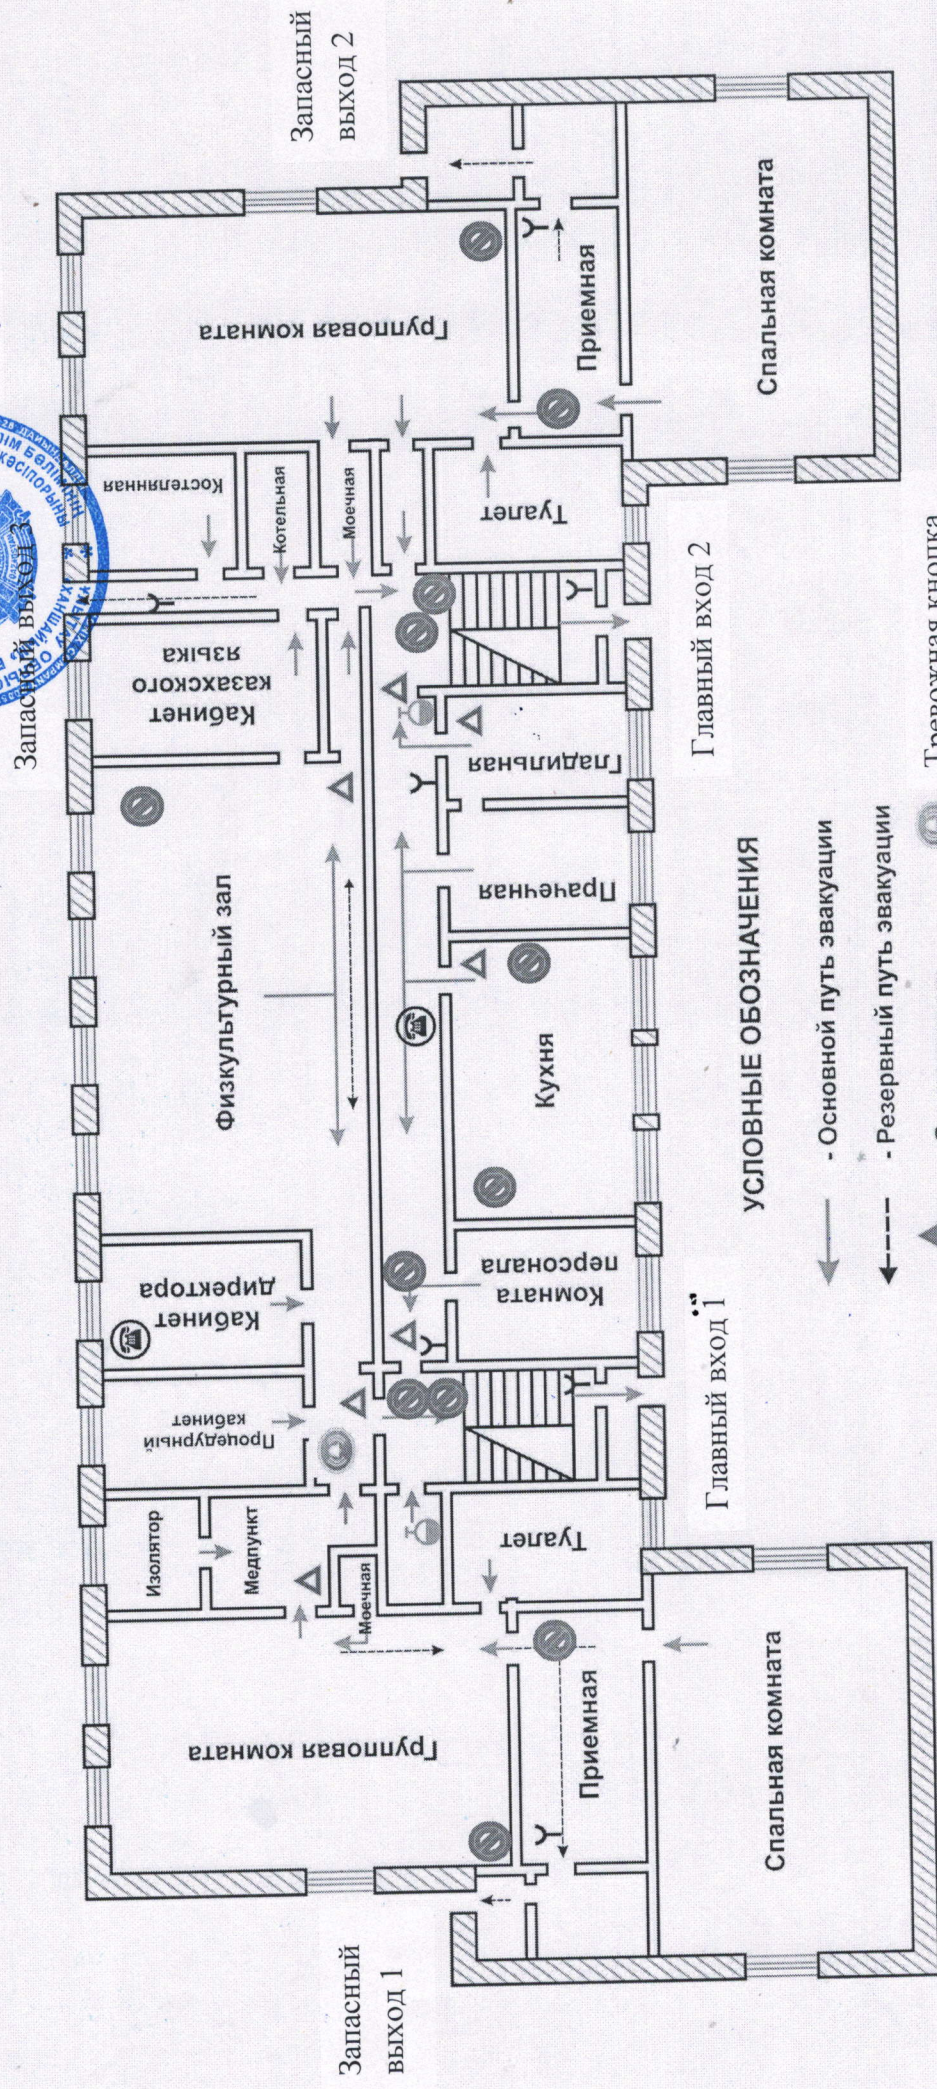 Запасный выход 3
Запасный
выход 2
Костелянная
Котельная
Моечная
Групповая комната
Приемная
Спальная комната
Туалет
Кабинет
казахского
языка
Физкультурный зал
Гладильная
Прачечная
Кухня
Комната
персонала
Кабинет
директора
Процедурный
кабинет
Изолятор
Медпункт
Моечная
Туалет
Групповая комната
Приемная
Спальная комната
Запасный
выход 1
Главный вход 1
Главный вход 2
УСЛОВНЫЕ ОБОЗНАЧЕНИЯ
- Основной путь эвакуации
- Резервный путь эвакуации
Тревожная кнопка